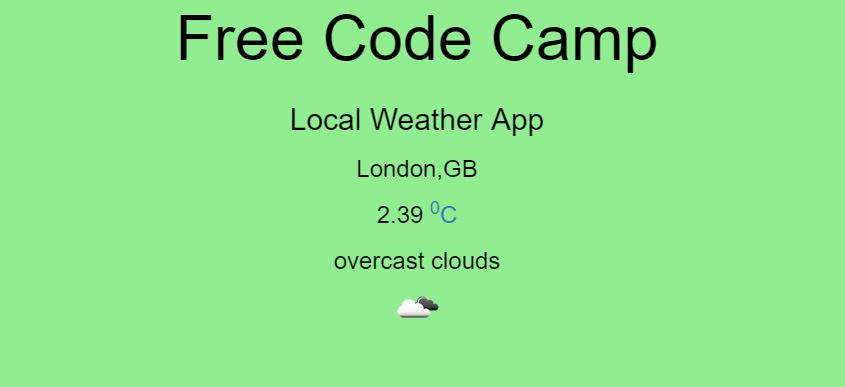 Free Code Camp
Local Weather App
London,GB
2.39 ⁰C
overcast clouds